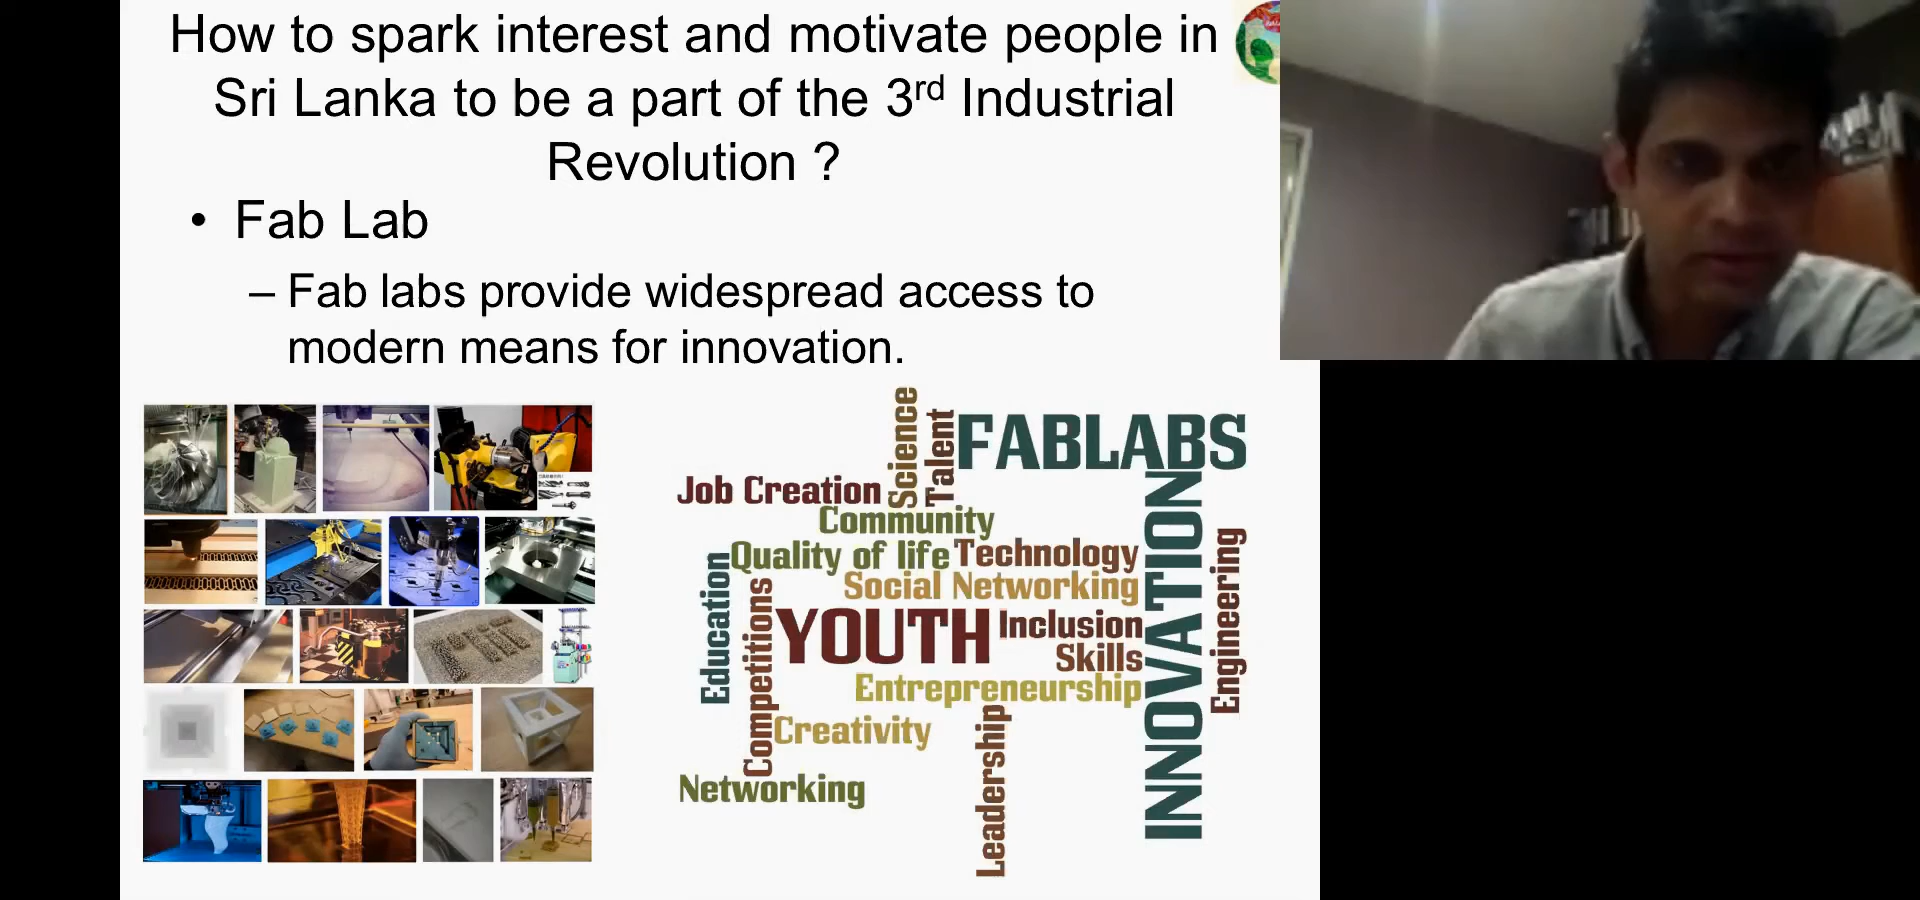 How to spark interest and motivate people in
Sri Lanka to be a part of the 3rd Industrial
Revolution ?
• Fab Lab
– Fab labs provide widespread access to
modern means for innovation.
Science
Talent
FABLABS
Job Creation
Community
Quality of life
Technology
Social Networking
Education
Competitions
YOUTH
Inclusion
Skills
INNOVATION
Engineering
Entrepreneurship
Creativity
Leadership
Networking